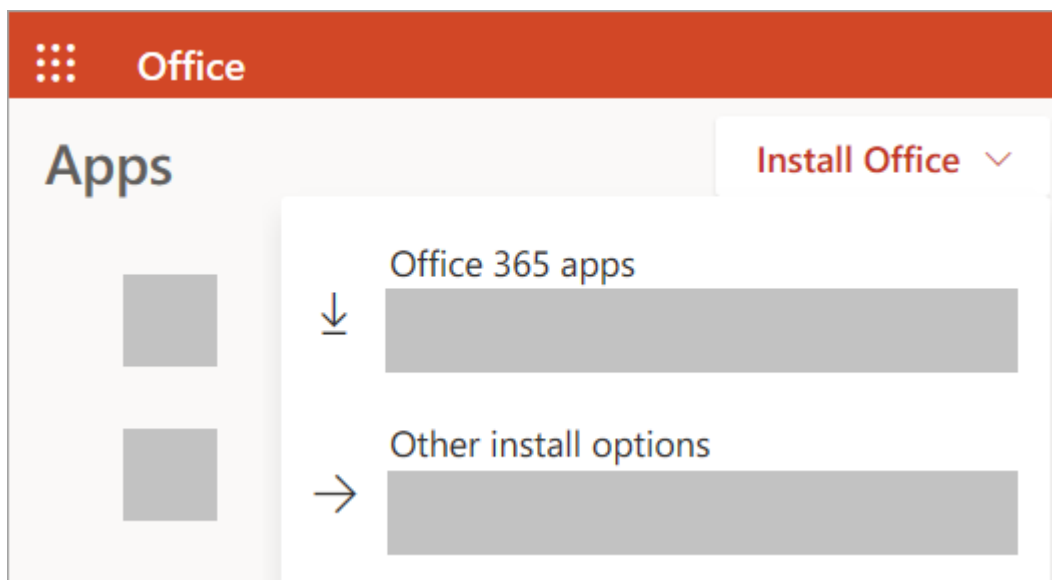 Office
Apps
Install Office
Office 365 apps
Other install options